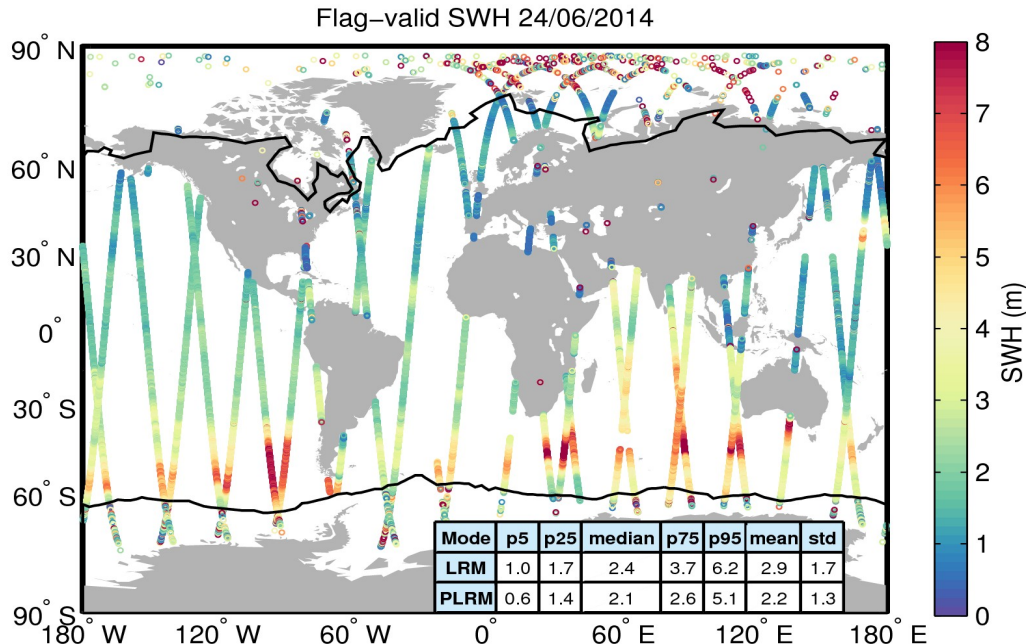 Flag−valid SWH 24/06/2014
90° N
60° N
30° N
0°
30° S
60° S
90° S
180° W
120° W
60° W
0°
60° E
120° E
180° E
Mode p5 p25 median p75 p95 mean std
LRM 1.0 1.7 2.4 3.7 6.2 2.9 1.7
PLRM 0.6 1.4 2.1 2.6 5.1 2.2 1.3
8
7
6
5
4
3
2
1
0
SWH (m)